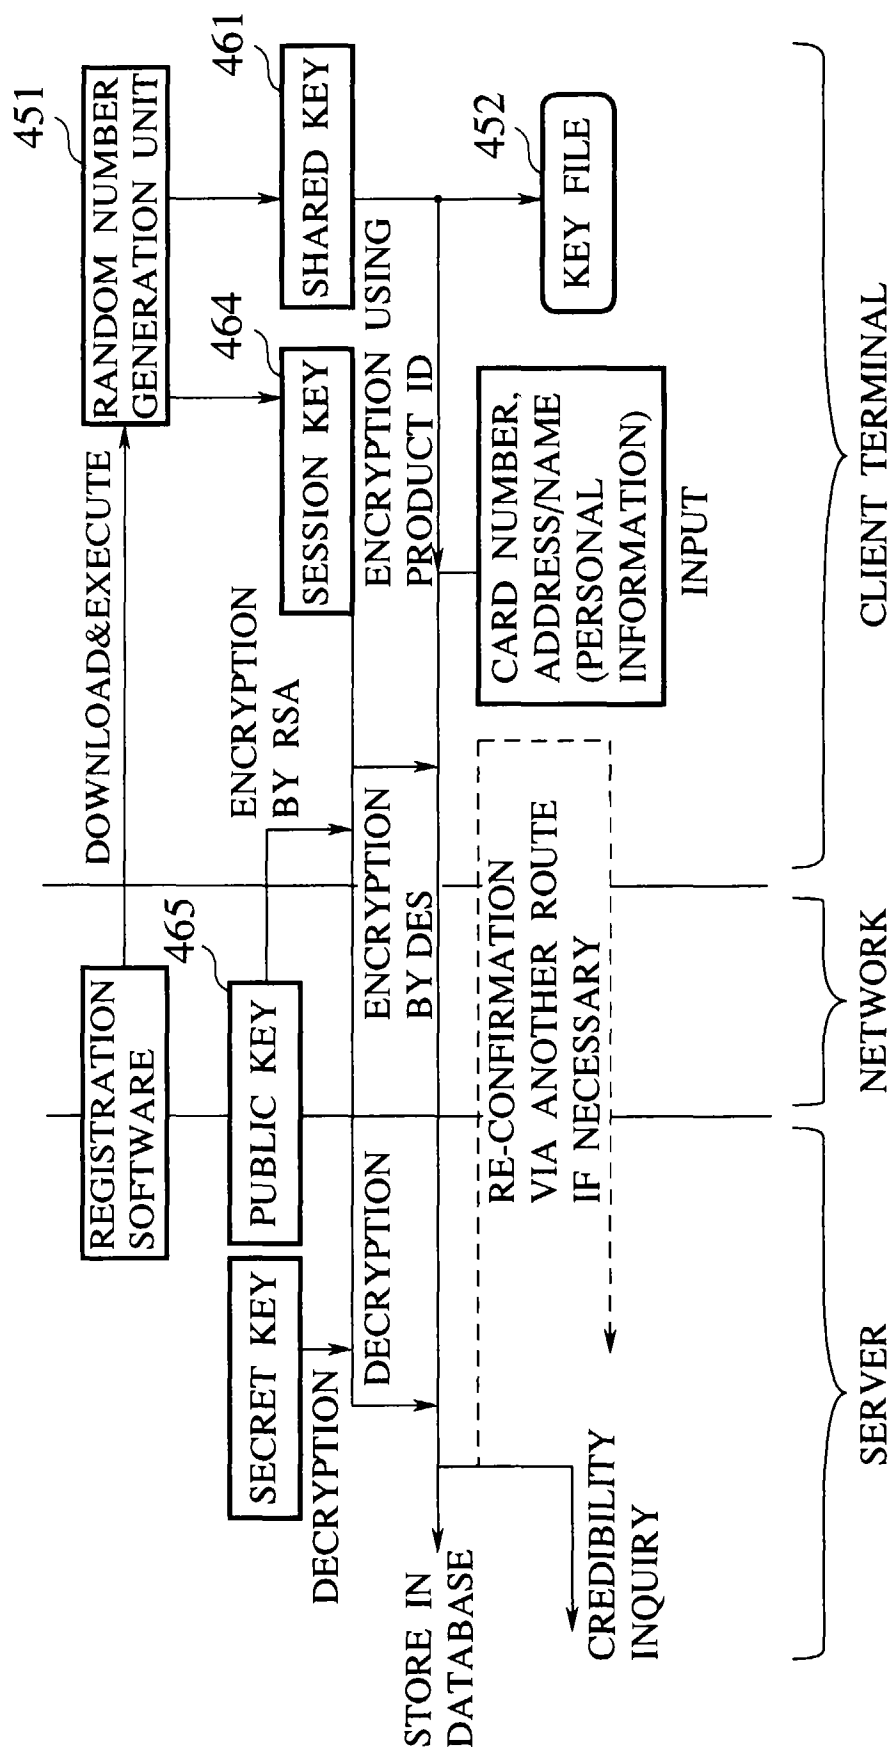 REGISTRATION
SOFTWARE
DOWNLOAD&EXECUTE
RANDOM NUMBER
GENERATION UNIT
451
SECRET KEY
PUBLIC KEY
465
ENCRYPTION
BY RSA
SESSION KEY
464
SHARED KEY
461
DECRYPTION
DECRYPTION
ENCRYPTION
BY DES
ENCRYPTION USING
PRODUCT ID
STORE IN
DATABASE
RE-CONFIRMATION
VIA ANOTHER ROUTE
IF NECESSARY
CARD NUMBER,
ADDRESS/NAME
(PERSONAL
INFORMATION)
INPUT
KEY FILE
452
CREDIBILITY
INQUIRY
SERVER
NETWORK
CLIENT TERMINAL